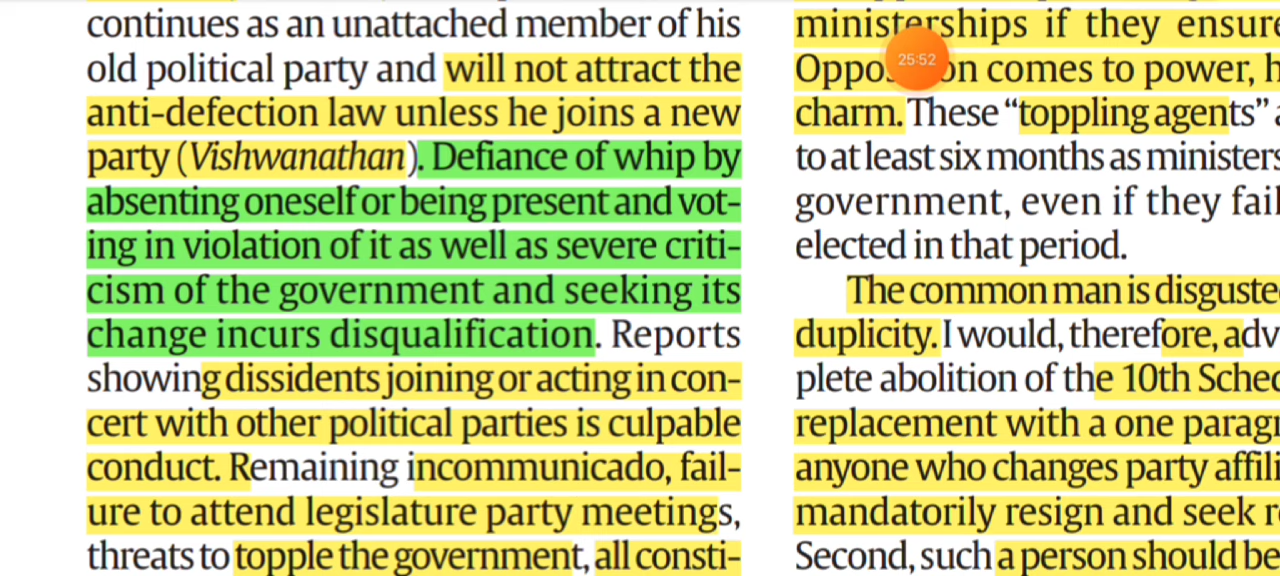 continues as an unattached member of his
old political party and will not attract the
anti-defection law unless he joins a new
party (Vishwanathan). Defiance of whip by
absenting oneself or being present and vot-
ing in violation of it as well as severe criti-
cism of the government and seeking its
change incurs disqualification. Reports
showing dissidents joining or acting in con-
cert with other political parties is culpable
conduct. Remaining incommunicado, fail-
ure to attend legislature party meetings,
threats to topple the government, all consti-
ministerships if they ensure
comes to power, h
charm. These “toppling agents” a
to at least six months as ministers
government, even if they fail
elected in that period.
The common man is disguste
duplicity. I would, therefore, adv
plete abolition of the 10th Sched
replacement with a one paragr
anyone who changes party affili
mandatorily resign and seek r
Second, such a person should be
25:52